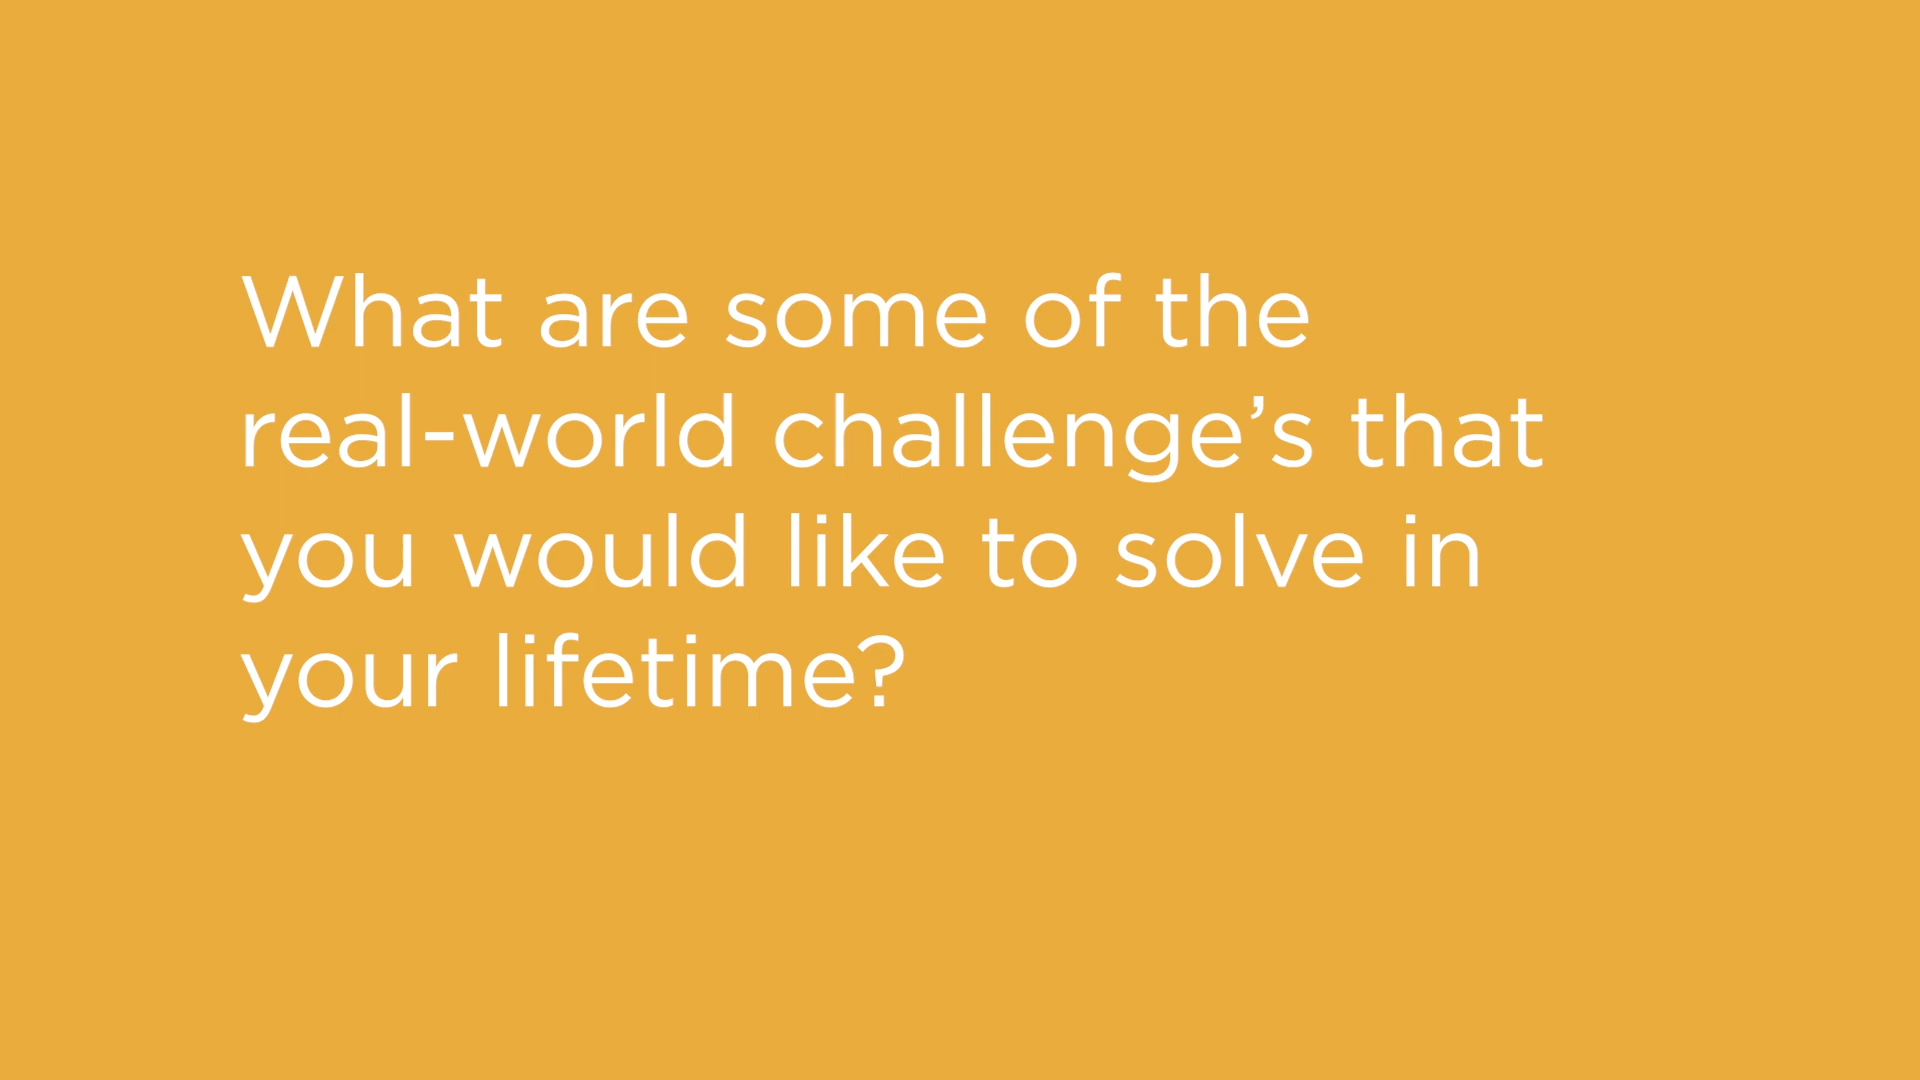 What are some of the
real-world challenge’s that
you would like to solve in
your lifetime?